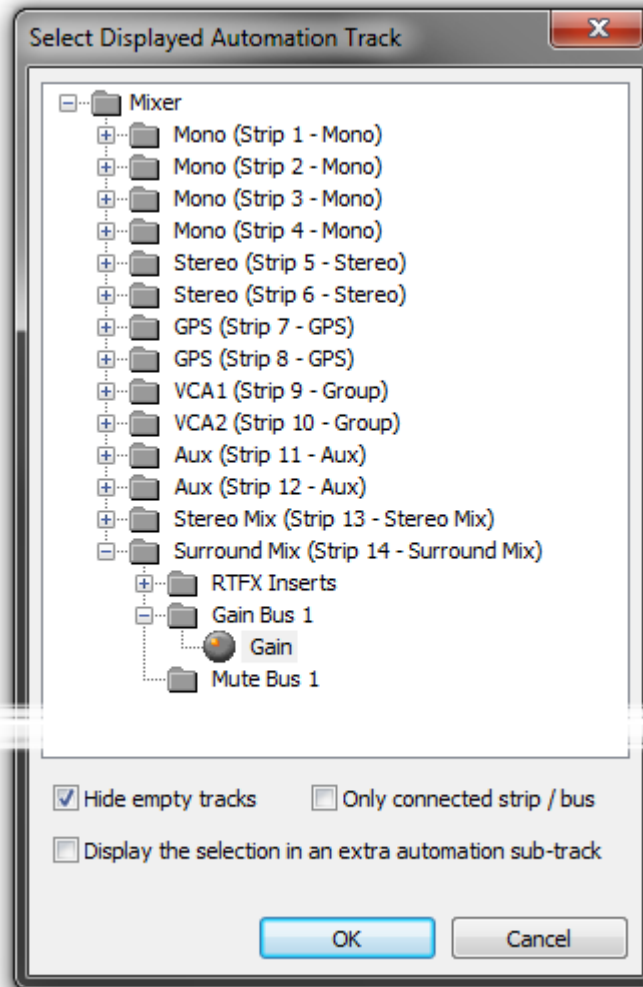 Select Displayed Automation Track
Mixer
Mono (Strip 1 - Mono)
Mono (Strip 2 - Mono)
Mono (Strip 3 - Mono)
Mono (Strip 4 - Mono)
Stereo (Strip 5 - Stereo)
Stereo (Strip 6 - Stereo)
GPS (Strip 7 - GPS)
GPS (Strip 8 - GPS)
VCA1 (Strip 9 - Group)
VCA2 (Strip 10 - Group)
Aux (Strip 11 - Aux)
Aux (Strip 12 - Aux)
Stereo Mix (Strip 13 - Stereo Mix)
Surround Mix (Strip 14 - Surround Mix)
RTFX Inserts
Gain Bus 1
Gain
Mute Bus 1
Hide empty tracks Only connected strip / bus
Display the selection in an extra automation sub-track
OK Cancel